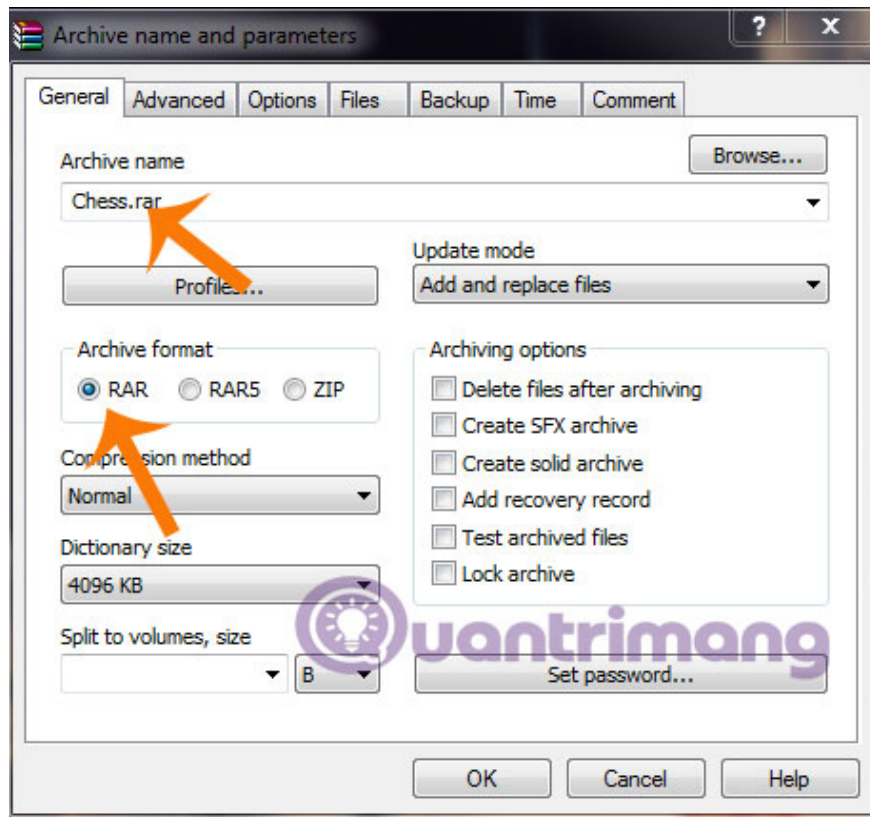 Archive name and parameters
? X
General Advanced Options Files Backup Time Comment
Archive name
Browse...
Chess.rar
Update mode
Profiles...
Add and replace files
Archive format
Archiving options
RAR RAR5 ZIP
Delete files after archiving
Create SFX archive
Compression method
Create solid archive
Normal
Add recovery record
Dictionary size
Test archived files
4096 KB
Lock archive
Quantrimang
Split to volumes, size
B
Set password...
OK Cancel Help